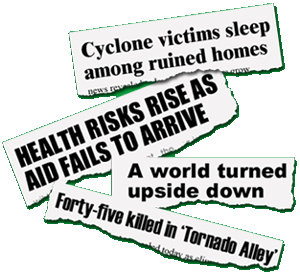 Cyclone victims sleep
among ruined homes
HEALTH RISKS RISE AS
AID FAILS TO ARRIVE
A world turned
upside down
Forty-five killed in ‘Tornado Alley’